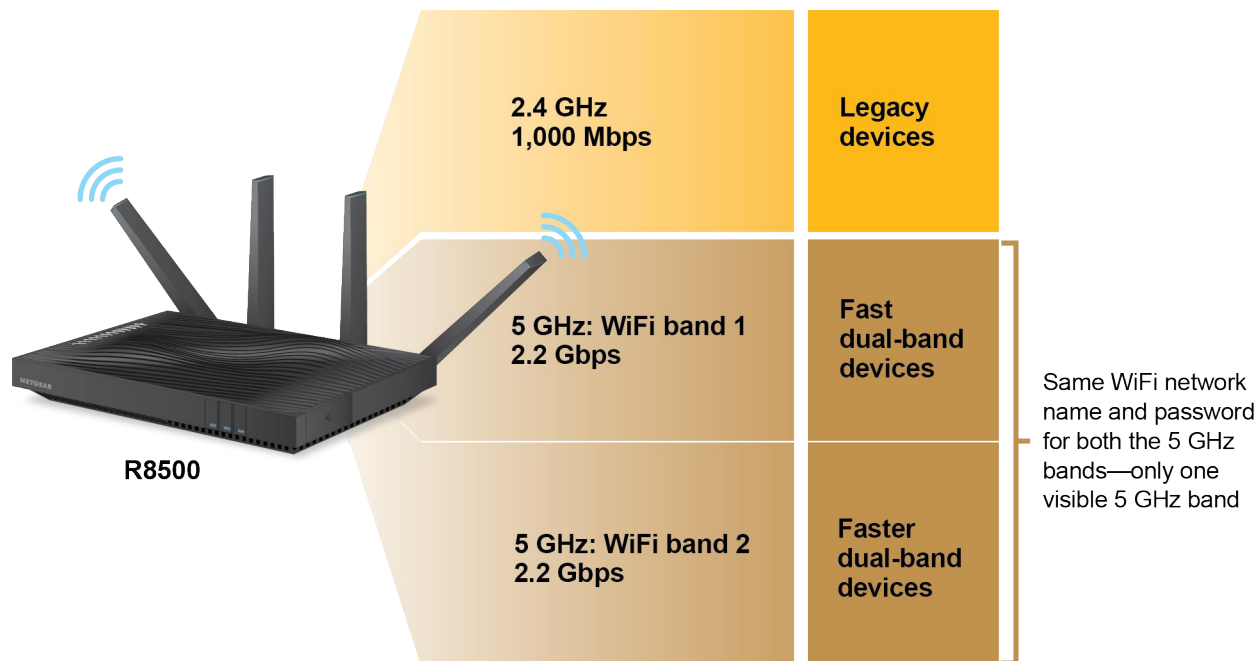 2.4 GHz
1,000 Mbps
Legacy
devices
NETGEAR
R8500
5 GHz: WiFi band 1
2.2 Gbps
Fast
dual-band
devices
5 GHz: WiFi band 2
2.2 Gbps
Faster
dual-band
devices
Same WiFi network
name and password
for both the 5 GHz
bands—only one
visible 5 GHz band